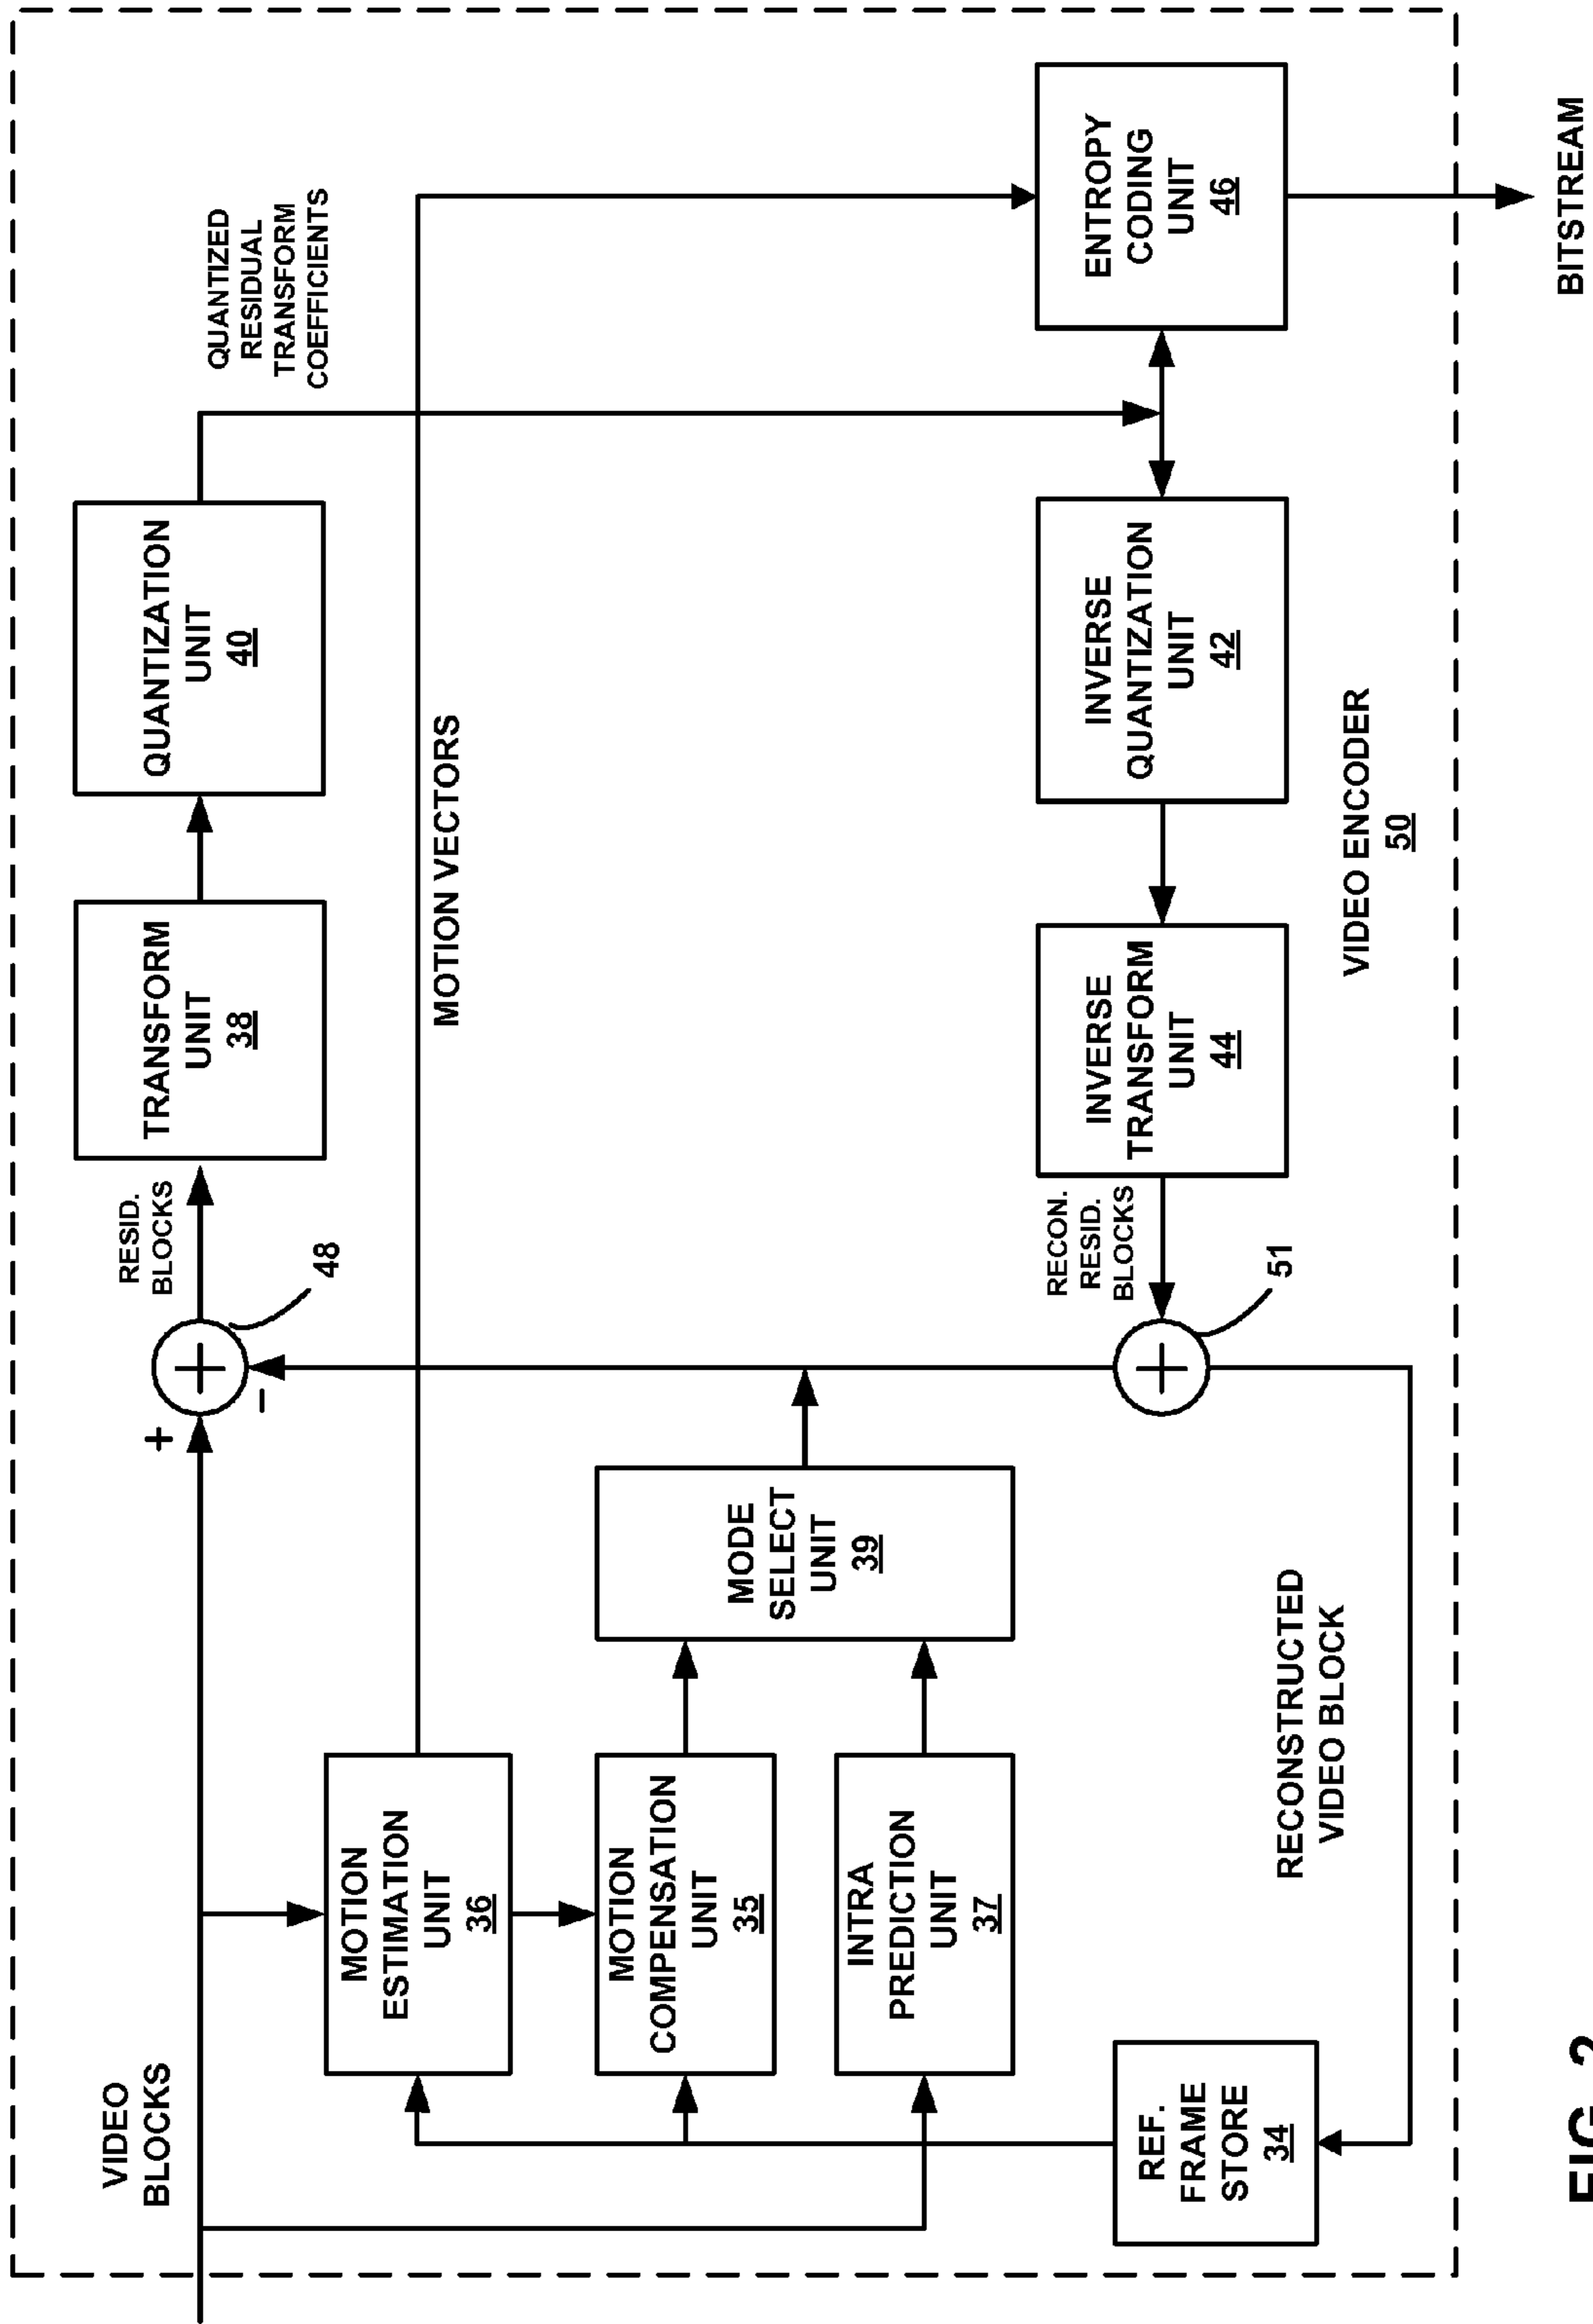 VIDEO
BLOCKS
+
-
48
RESID.
BLOCKS
TRANSFORM
UNIT
38
QUANTIZATION
UNIT
40
QUANTIZED
RESIDUAL
TRANSFORM
COEFFICIENTS
MOTION VECTORS
MOTION
ESTIMATION
UNIT
36
MOTION
COMPENSATION
UNIT
35
INTRA
PREDICTION
UNIT
37
MODE
SELECT
UNIT
39
REF.
FRAME
STORE
34
RECONSTRUCTED
VIDEO BLOCK
51
RECON.
RESID.
BLOCKS
INVERSE
TRANSFORM
UNIT
44
INVERSE
QUANTIZATION
UNIT
42
ENTROPY
CODING
UNIT
46
VIDEO ENCODER
50
BITSTREAM
FIG. 2